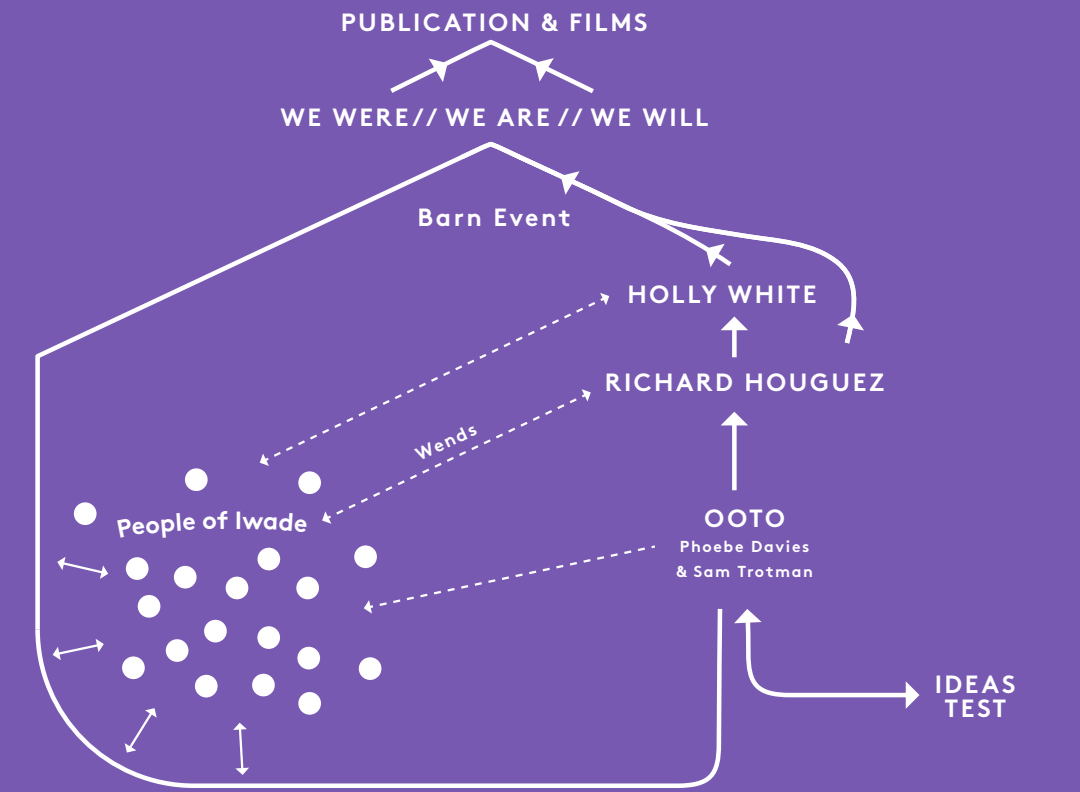 PUBLICATION & FILMS
WE WERE// WE ARE // WE WILL
Barn Event
HOLLY WHITE
RICHARD HOUGUEZ
Wends
People of Iwade
OOTO
Phoebe Davies
& Sam Trotman
IDEAS
TEST